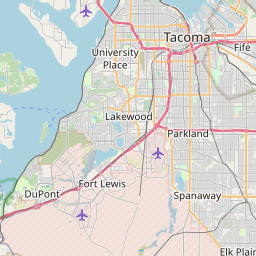 Tacoma
Fife
University
Place
Lakewood
Parkland
Fort Lewis
DuPont
Spanaway
Elk Plain